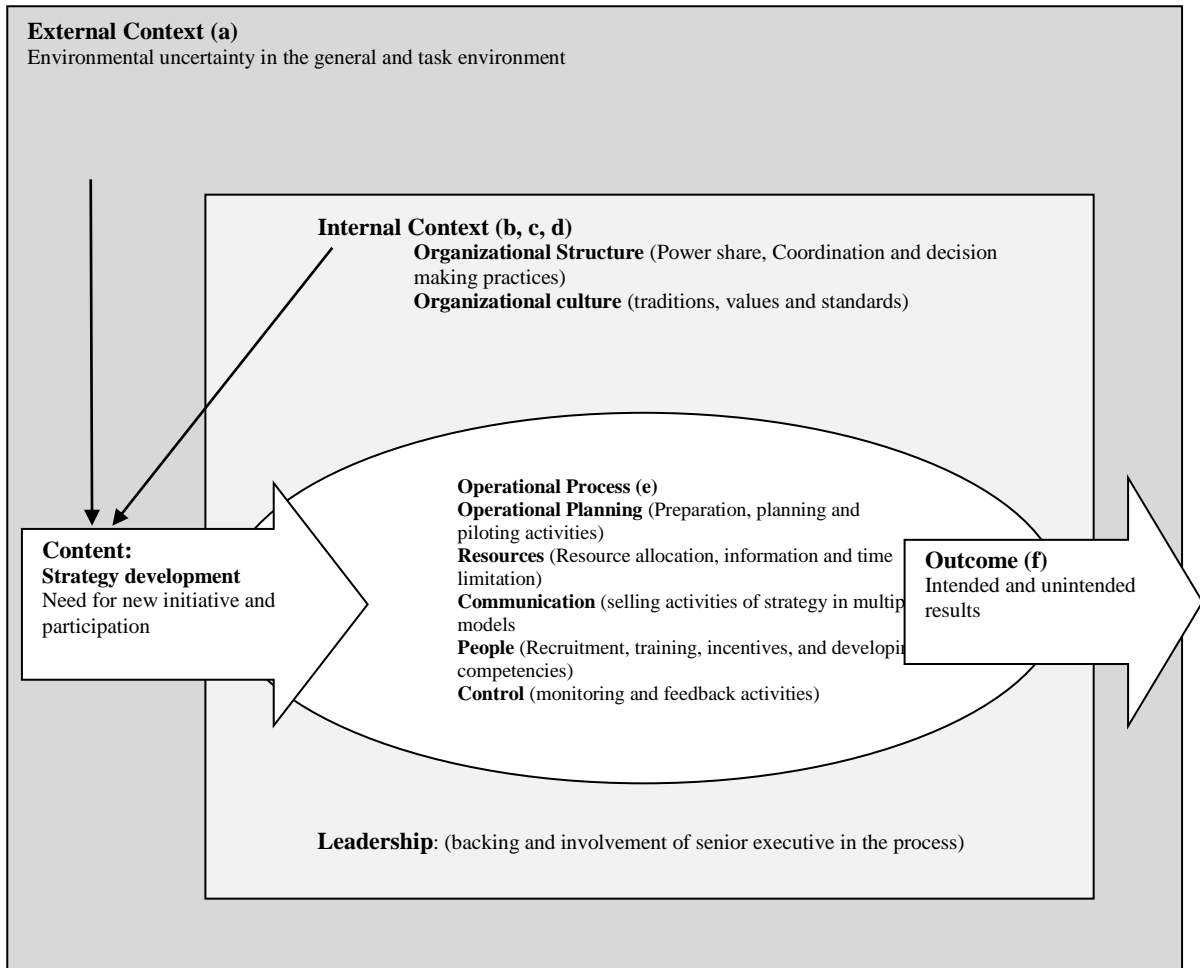 External Context (a)
Environmental uncertainty in the general and task environment
Internal Context (b, c, d)
Organizational Structure (Power share, Coordination and decision
making practices)
Organizational culture (traditions, values and standards)
Operational Process (e)
Operational Planning (Preparation, planning and
piloting activities)
Resources (Resource allocation, information and time
limitation)
Communication (selling activities of strategy in
models
People (Recruitment, training, incentives, and
competencies)
Control (monitoring and feedback activities)
Content:
Strategy development
Need for new initiative and
participation
Outcome (f)
Intended and unintended
results
Leadership: (backing and involvement of senior executive in the process)